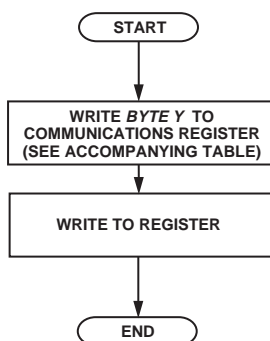 START
WRITE BYTE Y TO
COMMUNICATIONS REGISTER
(SEE ACCOMPANYING TABLE)
WRITE TO REGISTER
END